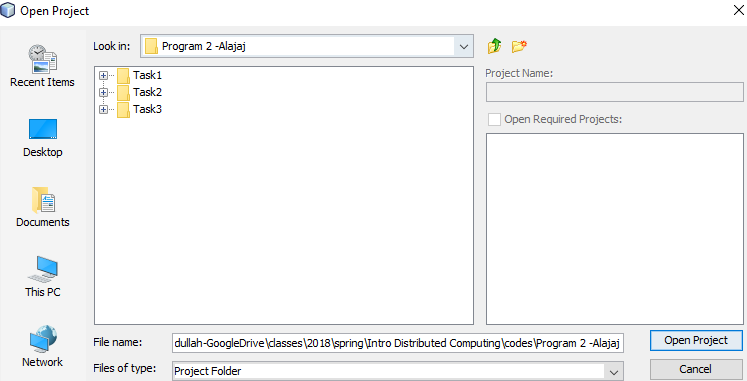 Open Project
Look in:
Program 2 -Alajaj
Recent Items
Desktop
Documents
This PC
Network
Task1
Task2
Task3
Project Name:
Open Required Projects:
File name:
dullah-GoogleDrive\classes\2018\spring\Intro Distributed Computing\codes\Program 2 -Alajaj
Open Project
Files of type:
Project Folder
Cancel